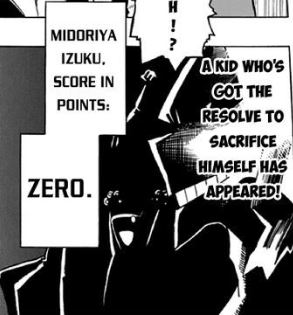 H
!
?
A KID WHO'S
GOT THE
RESOLVE TO
SACRIFICE
HIMSELF HAS
APPEARED!
MIDORIYA
IZUKU,
SCORE IN
POINTS:
ZERO.